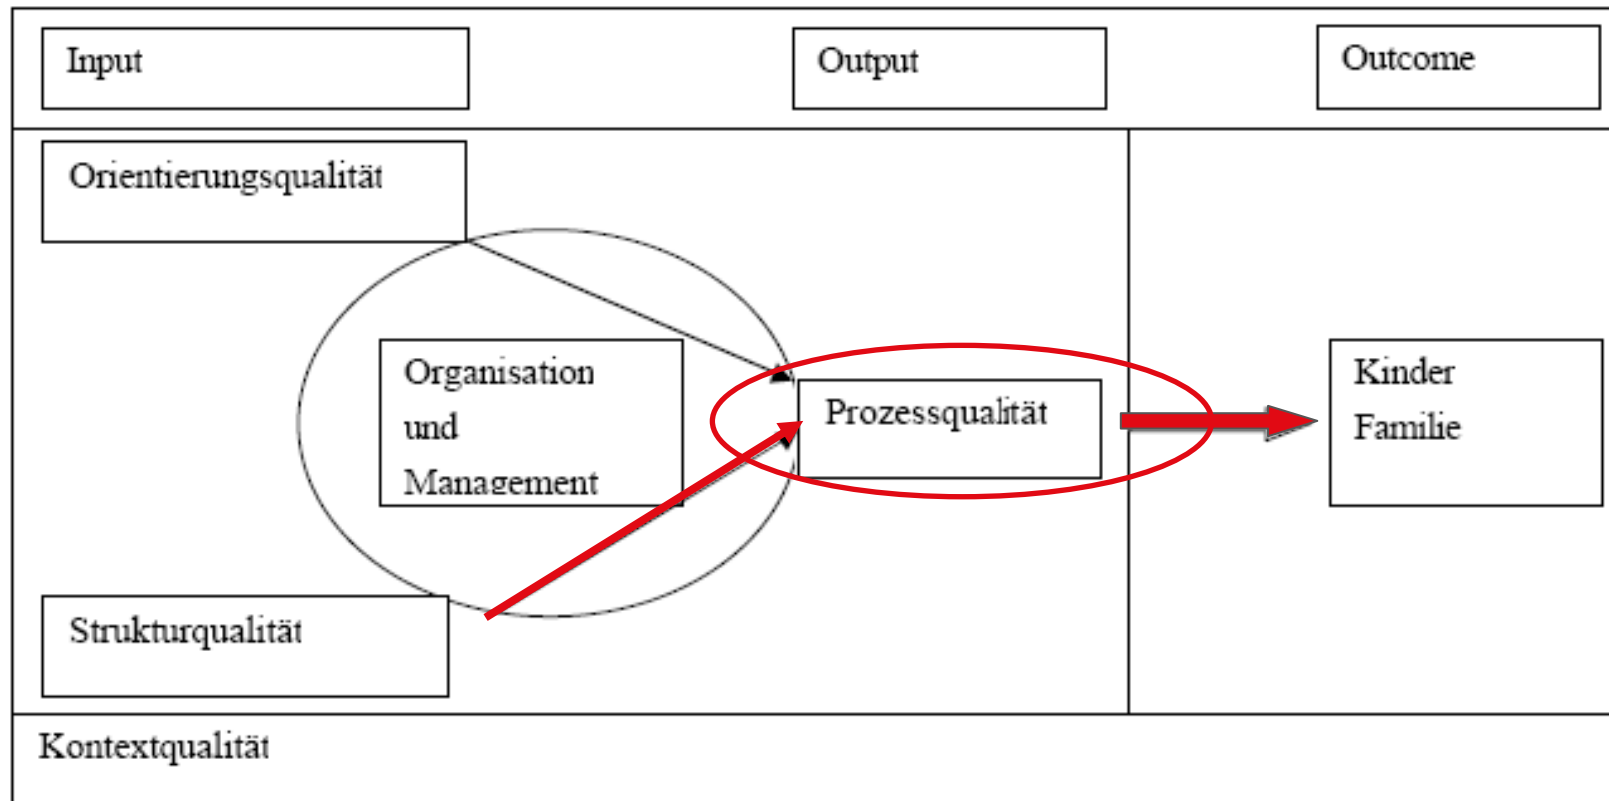 Input
Output
Outcome
Orientierungsqualität
Organisation
und
Management
Prozessqualität
Kinder
Familie
Strukturqualität
Kontextqualität